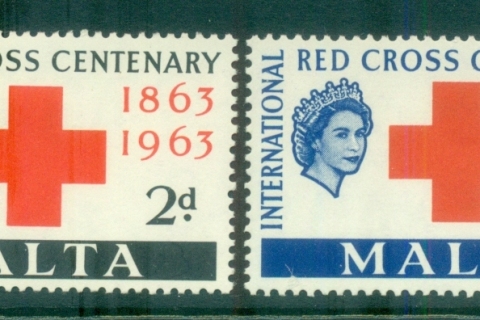 OSS CENTENARY
1863
1963
2d.
ALTA
INTERNATIONAL
RED CROSS C
MAL